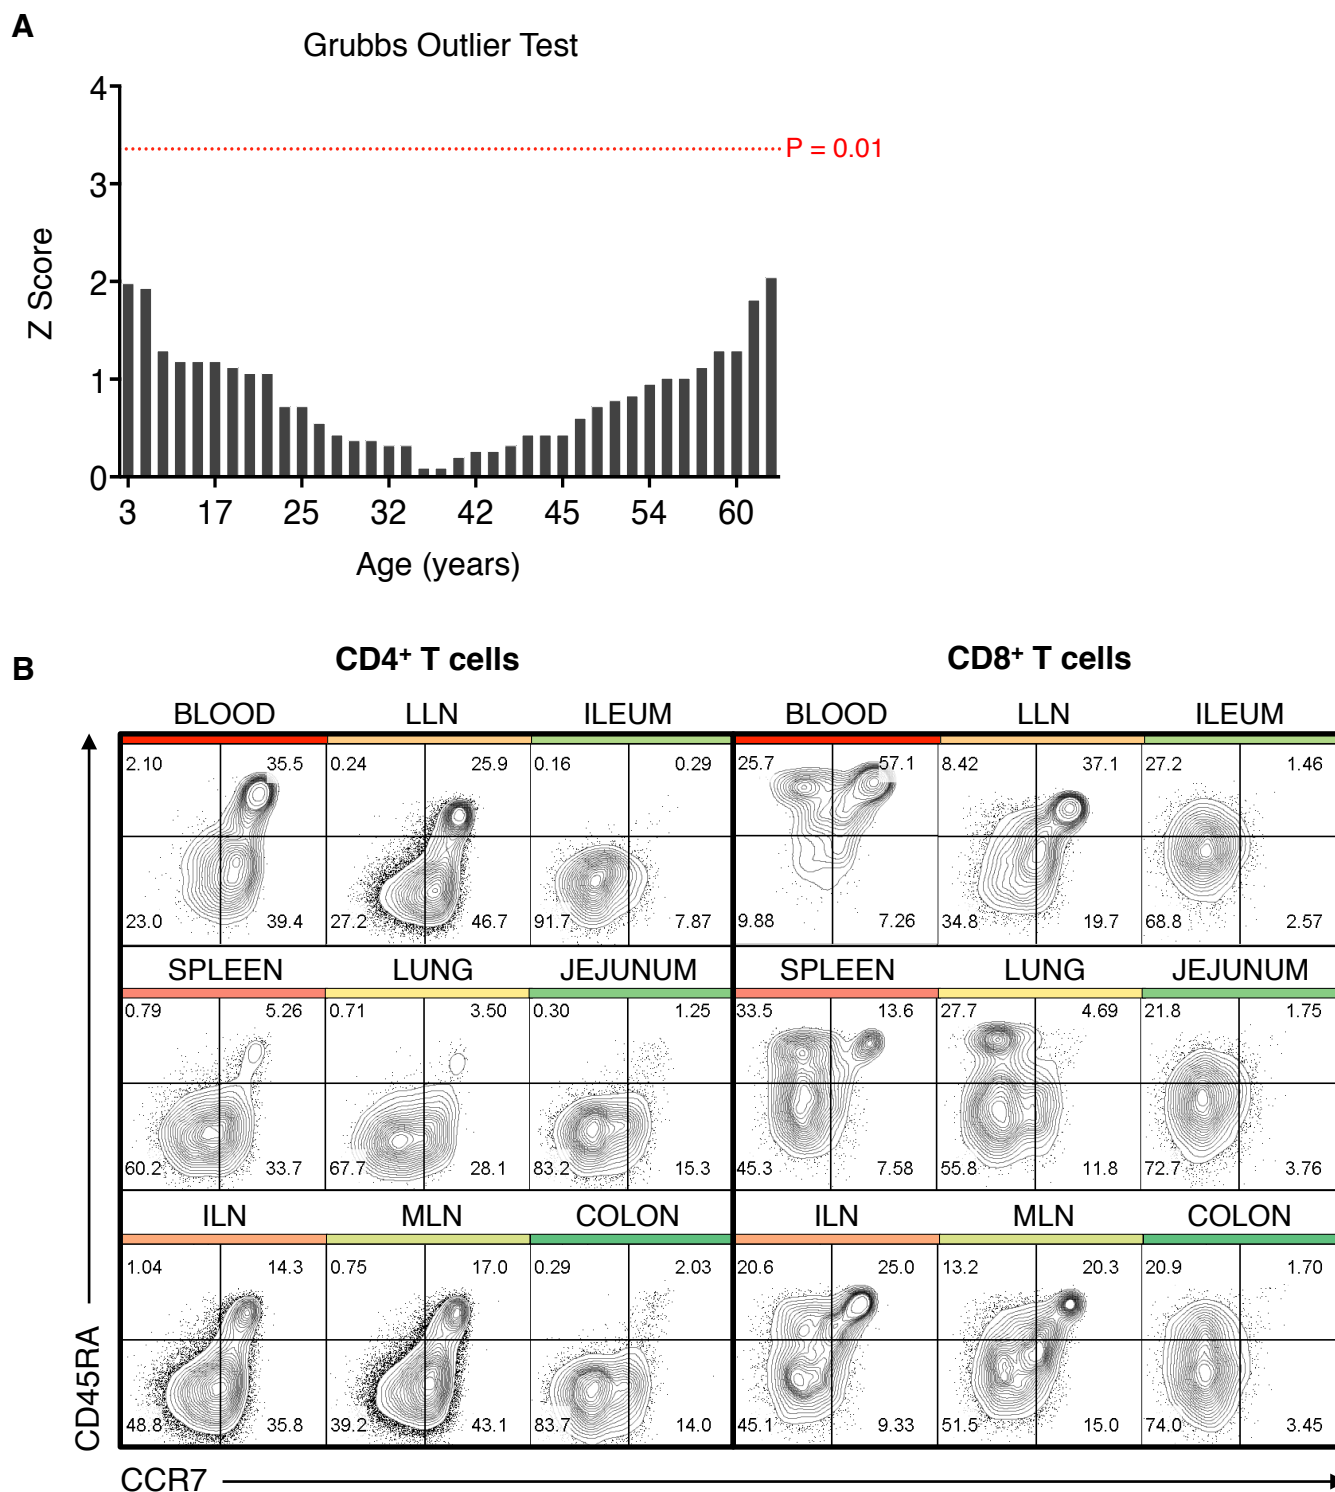 A
Grubbs Outlier Test
4
3
2
1
0
Z Score
P = 0.01
3 17 25 32 42 45 54 60
Age (years)
B
CD4+ T cells CD8+ T cells
BLOOD LLN ILEUM BLOOD LLN ILEUM
2.10 35.5 0.24 25.9 0.16 0.29 25.7 57.1 8.42 37.1 27.2 1.46
23.0 39.4 27.2 46.7 91.7 7.87 9.88 7.26 34.8 19.7 68.8 2.57
SPLEEN LUNG JEJUNUM SPLEEN LUNG JEJUNUM
0.79 5.26 0.71 3.50 0.30 1.25 33.5 13.6 27.7 4.69 21.8 1.75
60.2 33.7 67.7 28.1 83.2 15.3 45.3 7.58 55.8 11.8 72.7 3.76
ILN MLN COLON ILN MLN COLON
1.04 14.3 0.75 17.0 0.29 2.03 20.6 25.0 13.2 20.3 20.9 1.70
48.8 35.8 39.2 43.1 83.7 14.0 45.1 9.33 51.5 15.0 74.0 3.45
CD45RA
CCR7